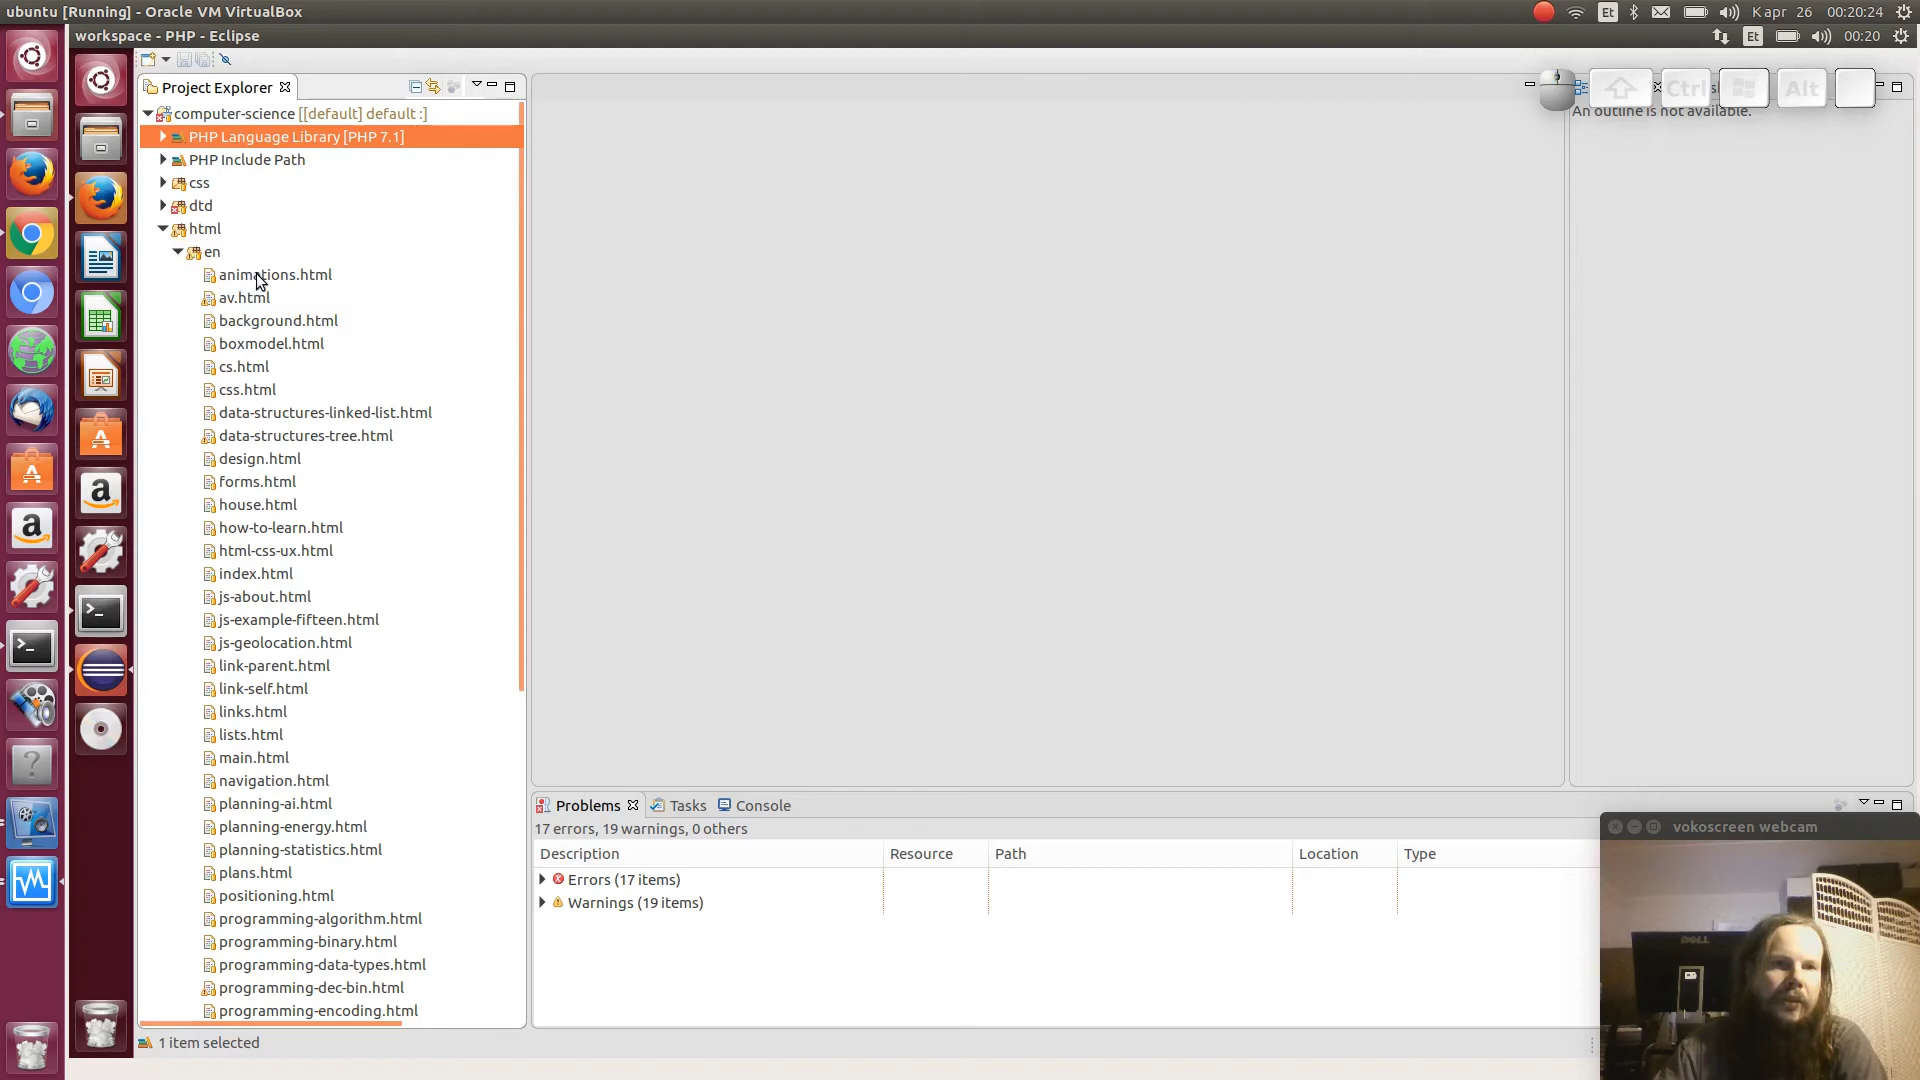 ubuntu [Running] - Oracle VM VirtualBox
Et
K apr 26 00:20:24
workspace - PHP - Eclipse
Et
00:20
Project Explorer
Ctrl
Alt
An outline is not available.
computer-science [[default] default :]
PHP Language Library [PHP 7.1]
PHP Include Path
css
dtd
html
en
animations.html
av.html
background.html
boxmodel.html
cs.html
css.html
data-structures-linked-list.html
data-structures-tree.html
design.html
forms.html
house.html
how-to-learn.html
html-css-ux.html
index.html
js-about.html
js-example-fifteen.html
js-geolocation.html
link-parent.html
link-self.html
links.html
lists.html
main.html
navigation.html
planning-ai.html
planning-energy.html
planning-statistics.html
plans.html
positioning.html
programming-algorithm.html
programming-binary.html
programming-data-types.html
programming-dec-bin.html
programming-encoding.html
Problems
Tasks
Console
17 errors, 19 warnings, 0 others
Description Resource Path Location Type
Errors (17 items)
Warnings (19 items)
vokoscreen webcam
DELL
1 item selected